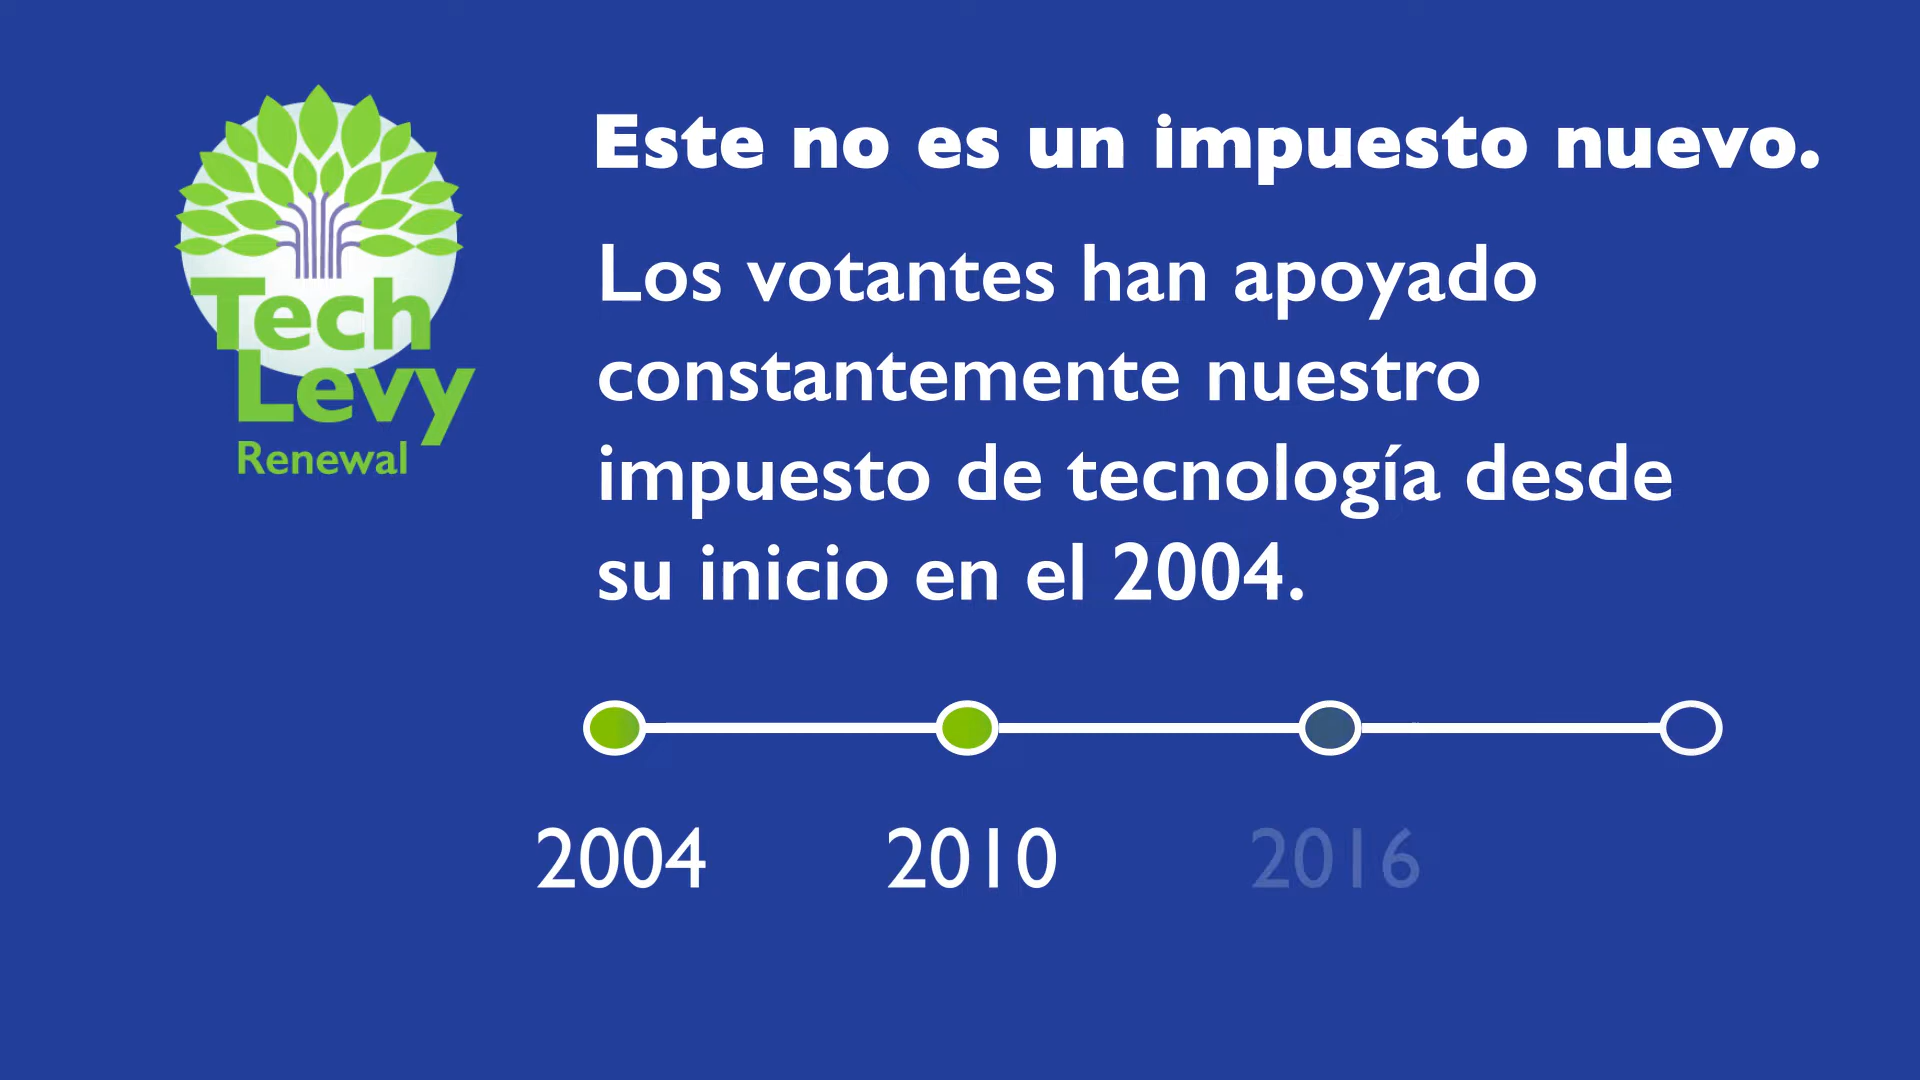 Tech
Levy
Renewal
Este no es un impuesto nuevo.
Los votantes han apoyado
constantemente nuestro
impuesto de tecnología desde
su inicio en el 2004.
2004
2010
2016